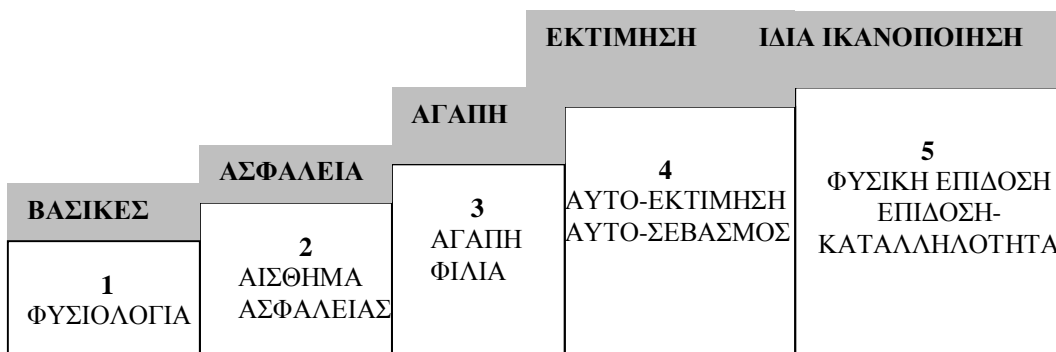 ΕΚΤΙΜΗΣΗ ΙΔΙΑ ΙΚΑΝΟΠΟΙΗΣΗ
ΑΓΑΠΗ
ΑΣΦΑΛΕΙΑ
ΒΑΣΙΚΕΣ
1
ΦΥΣΙΟΛΟΓΙΑ
2
ΑΙΣΘΗΜΑ
ΑΣΦΑΛΕΙΑΣ
3
ΑΓΑΠΗ
ΦΙΛΙΑ
4
ΑΥΤΟ-ΕΚΤΙΜΗΣΗ
ΑΥΤΟ-ΣΕΒΑΣΜΟΣ
5
ΦΥΣΙΚΗ ΕΠΙΔΟΣΗ
ΕΠΙΔΟΣΗ-
ΚΑΤΑΛΛΗΛΟΤΗΤΑ